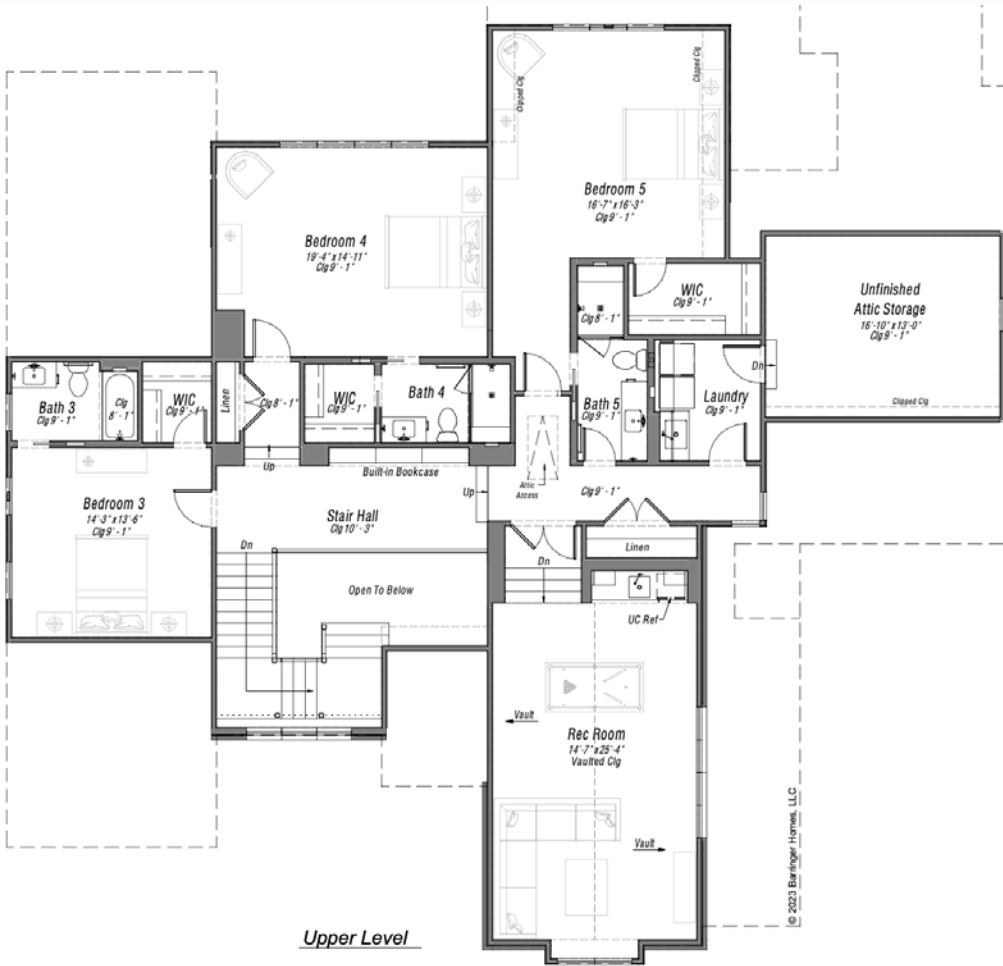 Clipped Clg
Clipped Clg
Bedroom 5
16'-7" x 16'-3"
Clg 9' - 1"
Bedroom 4
19'-4" x 14'-11"
Clg 9' - 1"
WIC
Clg 9' - 1"
Clg 8' - 1"
Unfinished
Attic Storage
16'-10" x 13'-0"
Clg 9' - 1"
Clipped Clg
Dn
Bath 3
Clg 9' - 1"
Clg
8' - 1"
WIC
Clg 9' - 1"
Linen
Clg 8' - 1"
WIC
Clg 9' - 1"
Bath 4
Bath 5
Clg 9' - 1"
Laundry
Clg 9' - 1"
Up
Built-in Bookcase
Up
Attic
Access
Clg 9' - 1"
Bedroom 3
14'-3" x 13'-6"
Clg 9' - 1"
Stair Hall
Clg 10' - 3"
Dn
Linen
Dn
Open To Below
UC Ref
Vault
Rec Room
14'-7" x 25'-4"
Vaulted Clg
Vault
© 2023 Barringer Homes, LLC
Upper Level